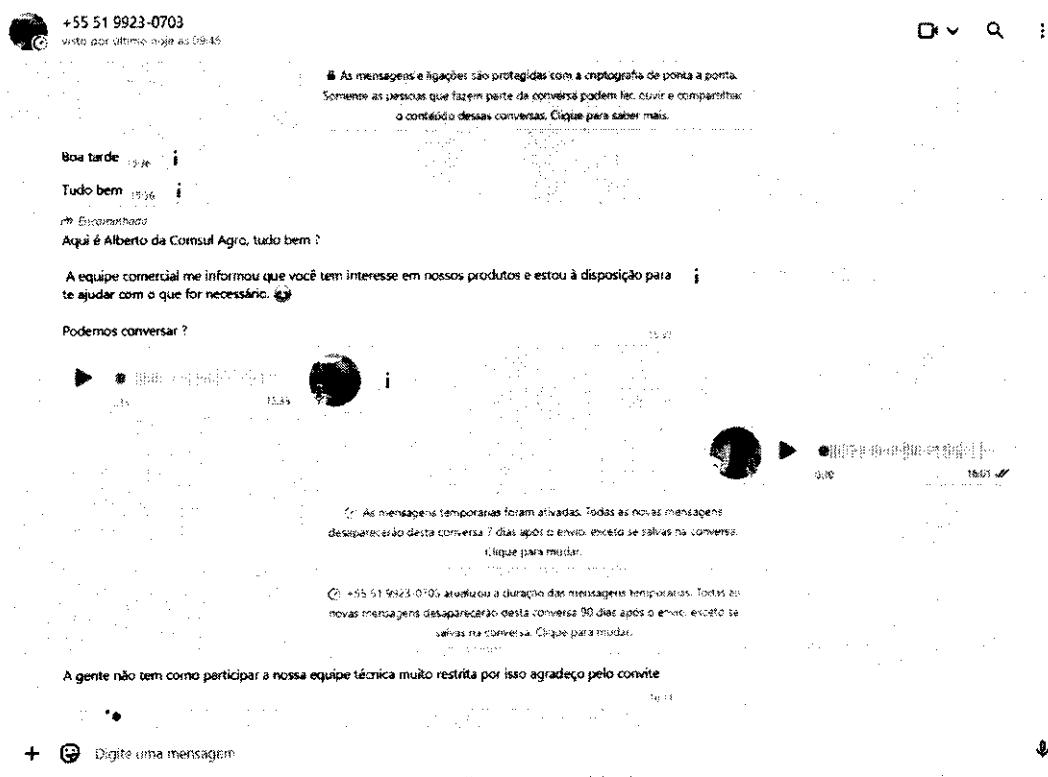 +55 51 9923-0703
visto por último hoje às 09:45
As mensagens e ligações são protegidas com a criptografia de ponta a ponta.
Somente as pessoas que fazem parte da conversa podem ler, ouvir e compartilhar
o conteúdo dessas conversas. Clique para saber mais.
Boa tarde
Tudo bem
Encaminhada
Aqui é Alberto da Comsul Agro, tudo bem ?
A equipe comercial me informou que você tem interesse em nossos produtos e estou à disposição para
te ajudar com o que for necessário.
Podemos conversar ?
16:01
As mensagens temporárias foram ativadas. Todas as novas mensagens
desaparecerão desta conversa 7 dias após o envio, exceto se salvas na conversa.
Clique para mudar.
+55 51 9923-0703 atualizou a duração das mensagens temporárias. Todas as
novas mensagens desaparecerão desta conversa 90 dias após o envio, exceto se
salvas na conversa. Clique para mudar.
A gente não tem como participar a nossa equipe técnica muito restrita por isso agradeço pelo convite
Digite uma mensagem